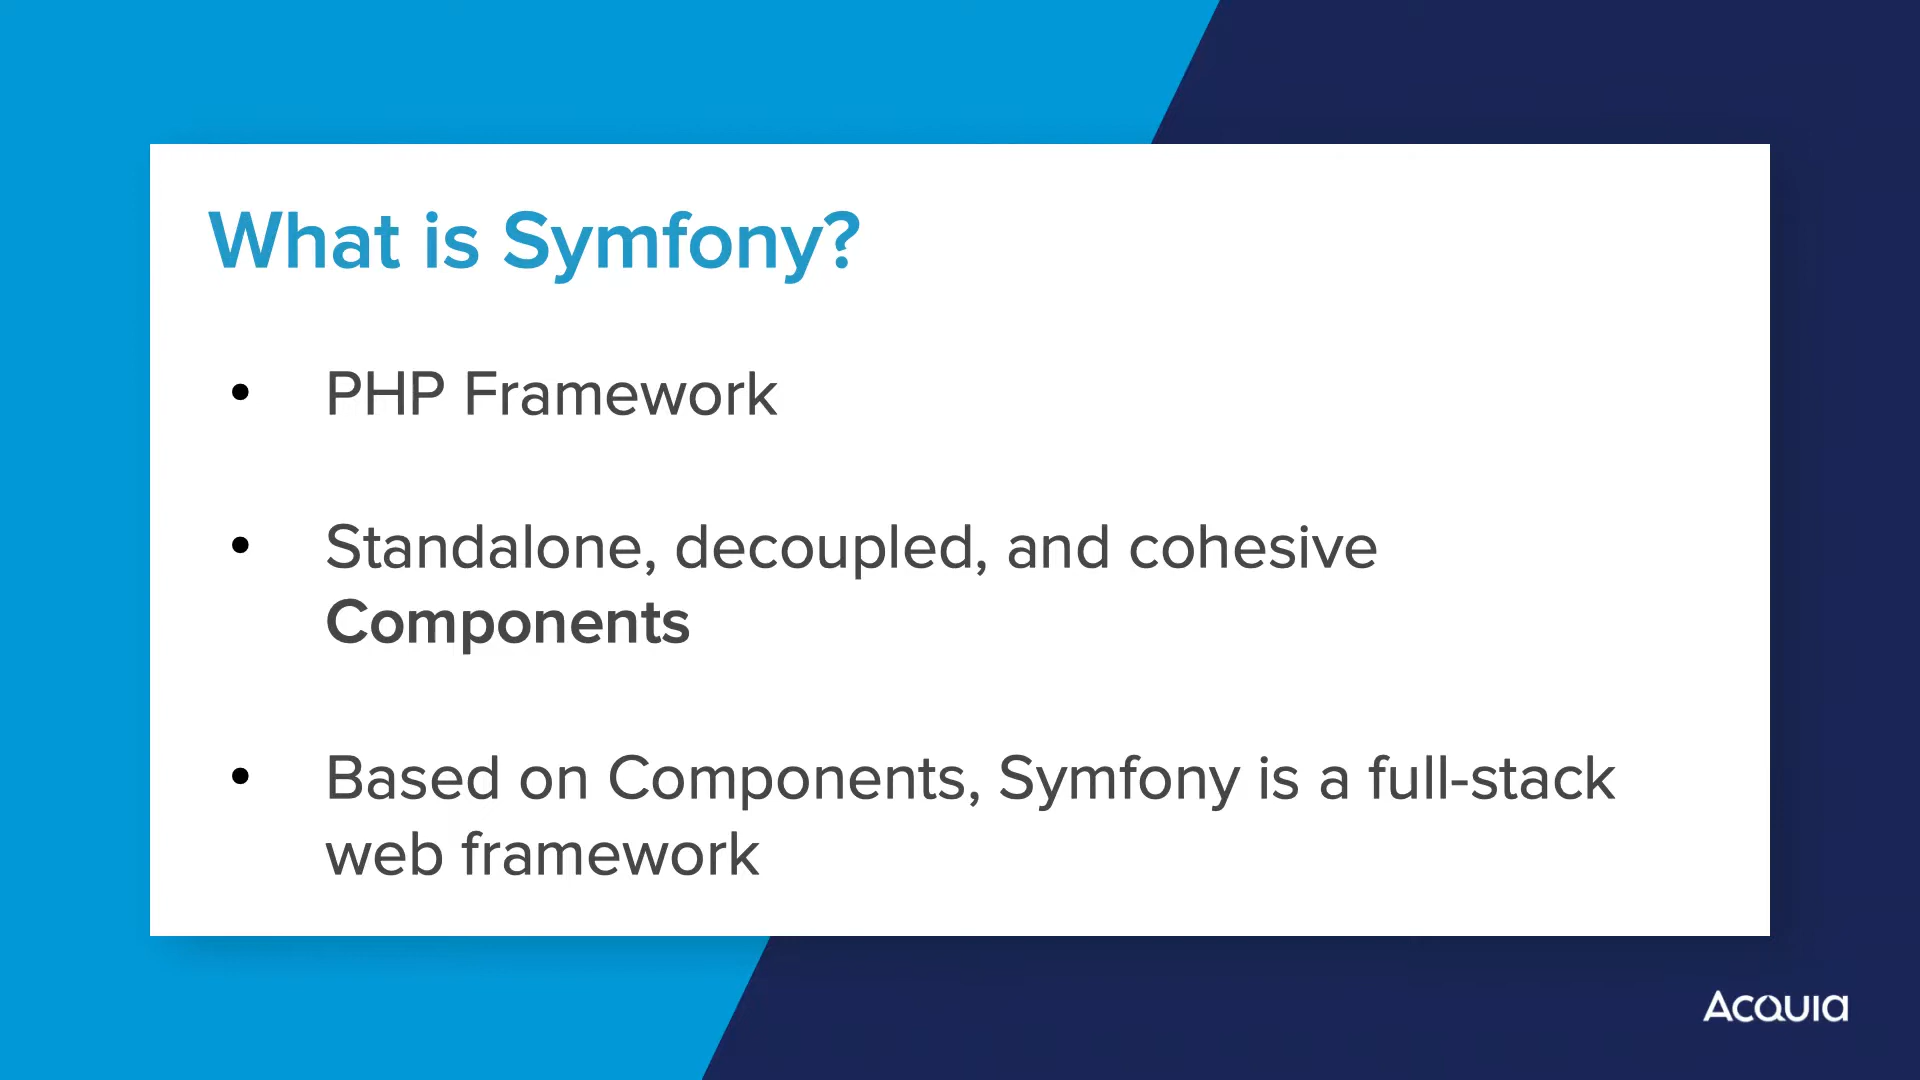 What is Symfony?
• PHP Framework
• Standalone, decoupled, and cohesive
Components
• Based on Components, Symfony is a full-stack
web framework
ACQUIA